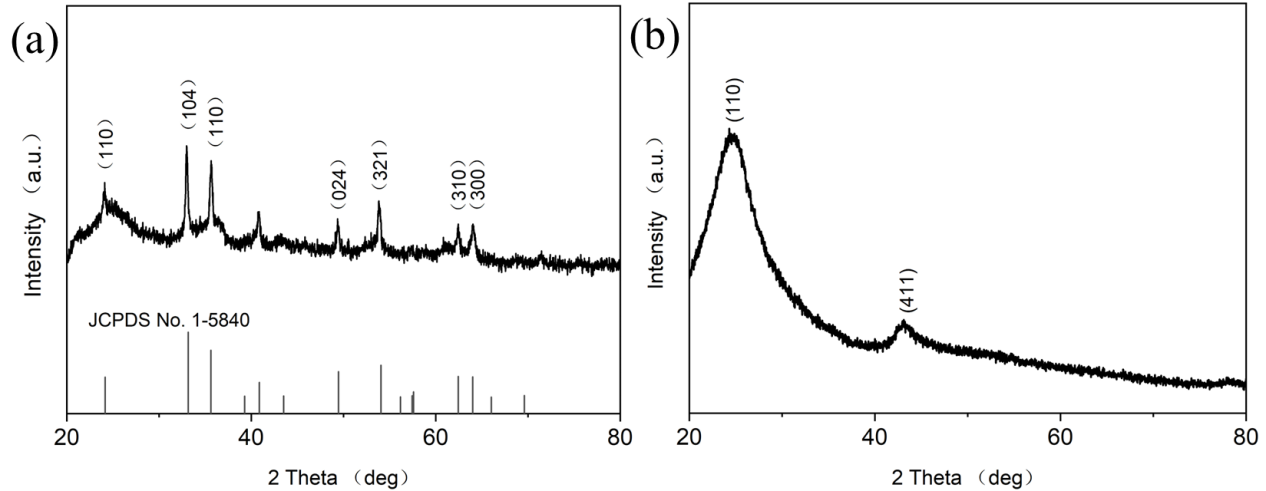 (a)
(110)
(104)
(110)
(024)
(321)
(310)
(300)
Intensity （a.u.）
JCPDS No. 1-5840
20
40
60
80
2 Theta （deg）
(b)
(110)
(411)
Intensity （a.u.）
20
40
60
80
2 Theta （deg）